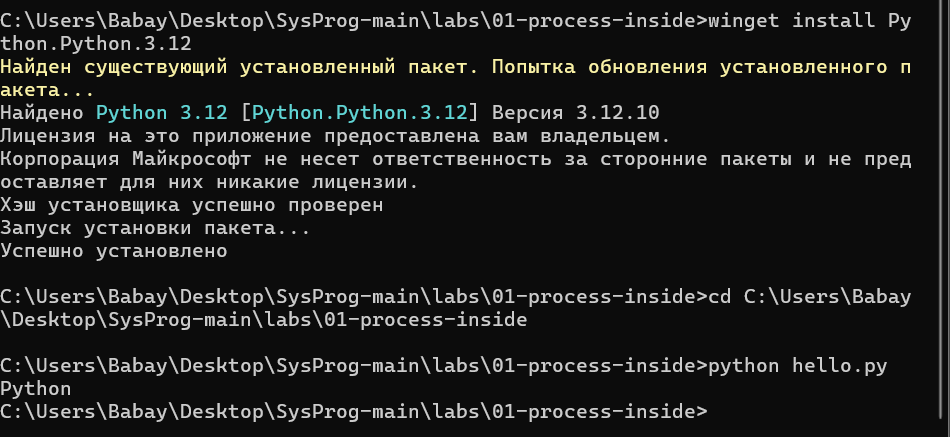 C:\Users\Babay\Desktop\SysProg-main\labs\01-process-inside>winget install Py
thon.Python.3.12
Найден существующий установленный пакет. Попытка обновления установленного п
акета...
Найдено Python 3.12 [Python.Python.3.12] Версия 3.12.10
Лицензия на это приложение предоставлена вам владельцем.
Корпорация Майкрософт не несет ответственность за сторонние пакеты и не пред
оставляет для них никакие лицензии.
Хэш установщика успешно проверен
Запуск установки пакета...
Успешно установлено
C:\Users\Babay\Desktop\SysProg-main\labs\01-process-inside>cd C:\Users\Babay
\Desktop\SysProg-main\labs\01-process-inside
C:\Users\Babay\Desktop\SysProg-main\labs\01-process-inside>python hello.py
Python
C:\Users\Babay\Desktop\SysProg-main\labs\01-process-inside>